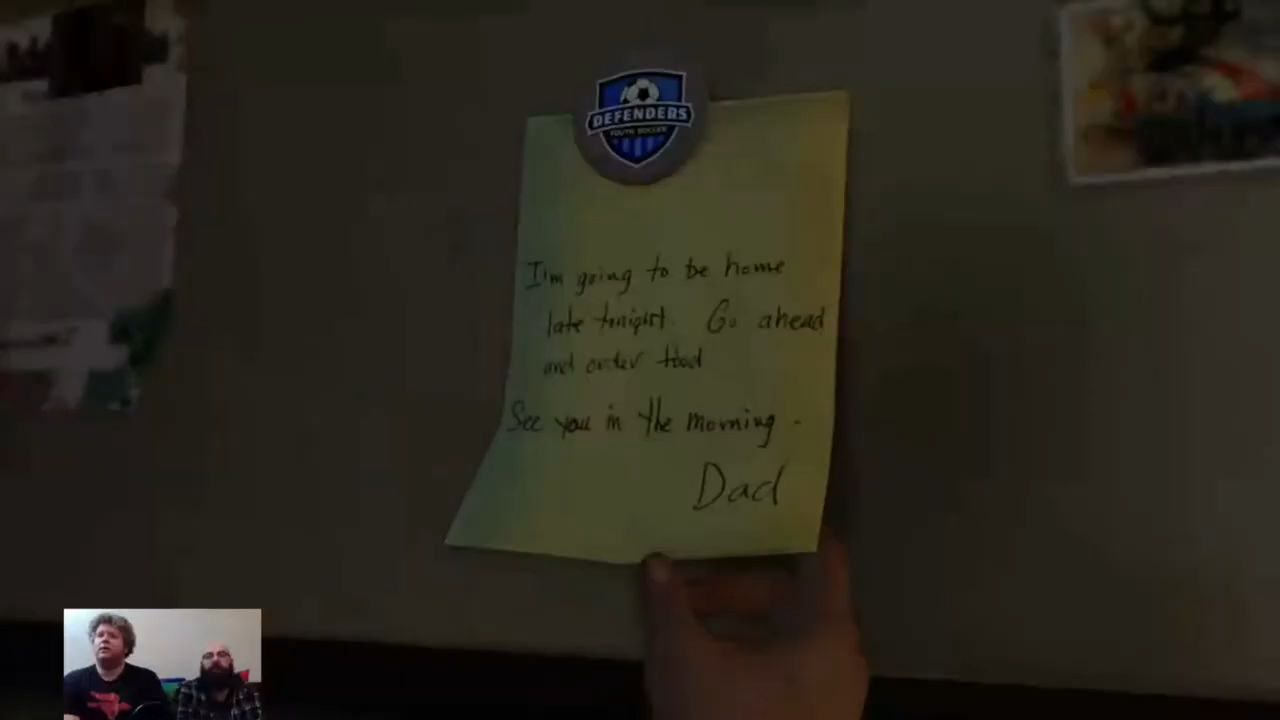 DEFENDERS
YOUTH SOCCER
I'm going to be home
late tonight. Go ahead
and order food
See you in the morning -
Dad